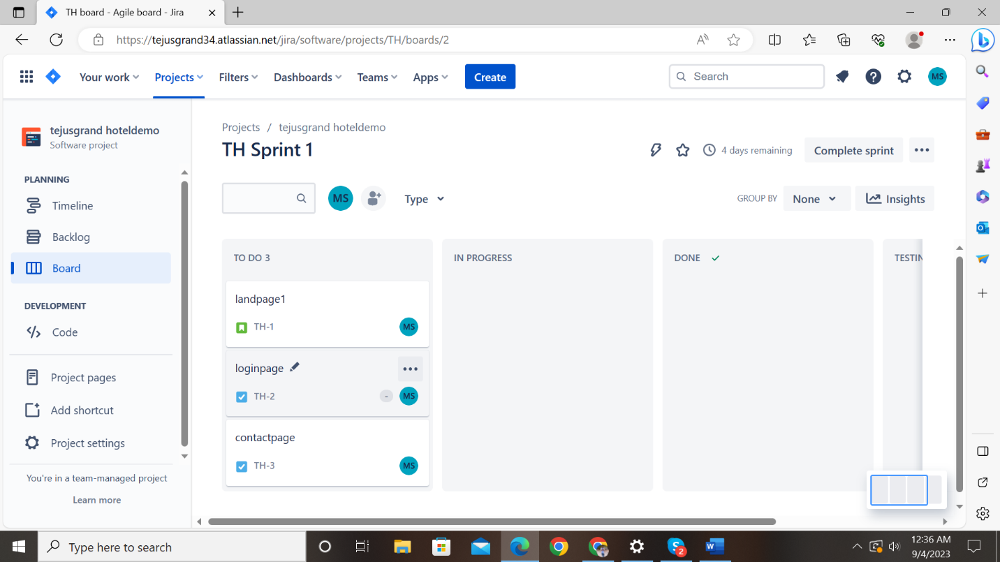 TH board - Agile board - Jira
https://tejusgrand34.atlassian.net/jira/software/projects/TH/boards/2
Your work Projects Filters Dashboards Teams Apps Create Search MS
tejusgrand hoteldemo
Software project
PLANNING
Timeline
Backlog
Board
DEVELOPMENT
Code
Project pages
Add shortcut
Project settings
You're in a team-managed project
Learn more
Projects / tejusgrand hoteldemo
TH Sprint 1
4 days remaining Complete sprint
MS Type GROUP BY None Insights
TO DO 3
landpage1
TH-1 MS
loginpage
TH-2 - MS
contactpage
TH-3 MS
IN PROGRESS
DONE
TESTIN
Type here to search
2
12:36 AM
9/4/2023